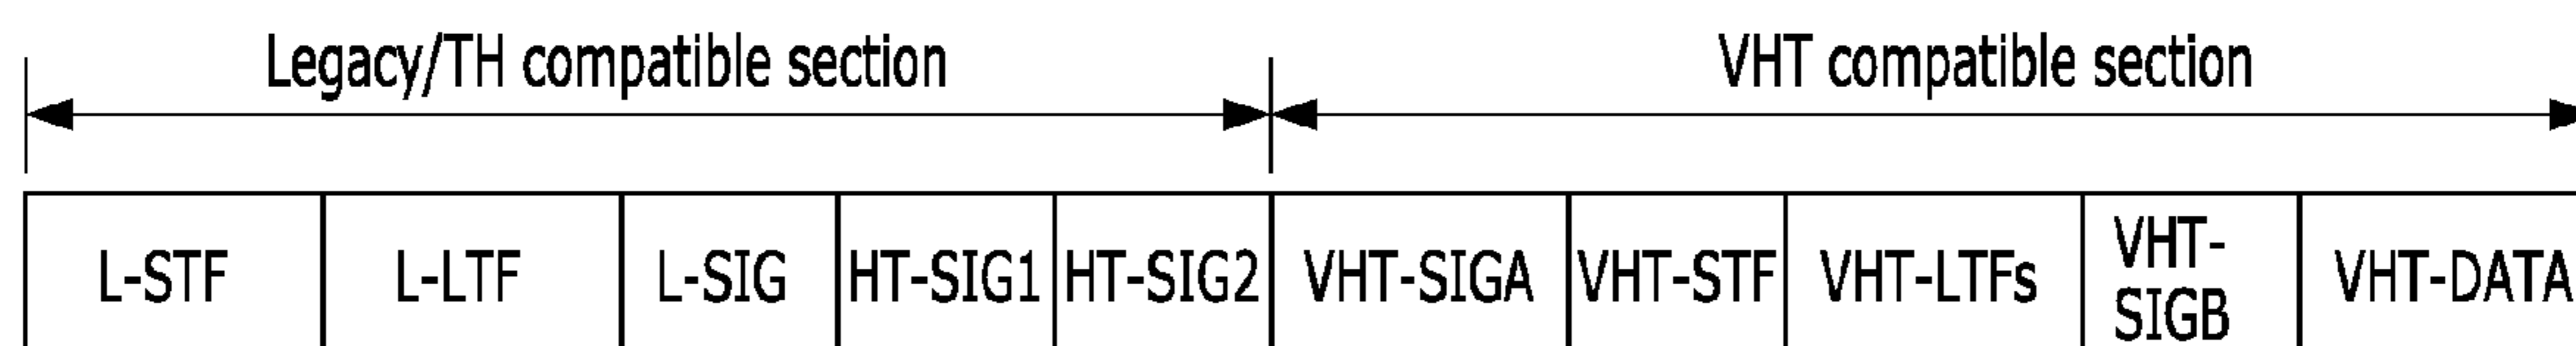 Legacy/TH compatible section VHT compatible section
L-STF L-LTF L-SIG HT-SIG1 HT-SIG2 VHT-SIGA VHT-STF VHT-LTFs VHT-
SIGB VHT-DATA